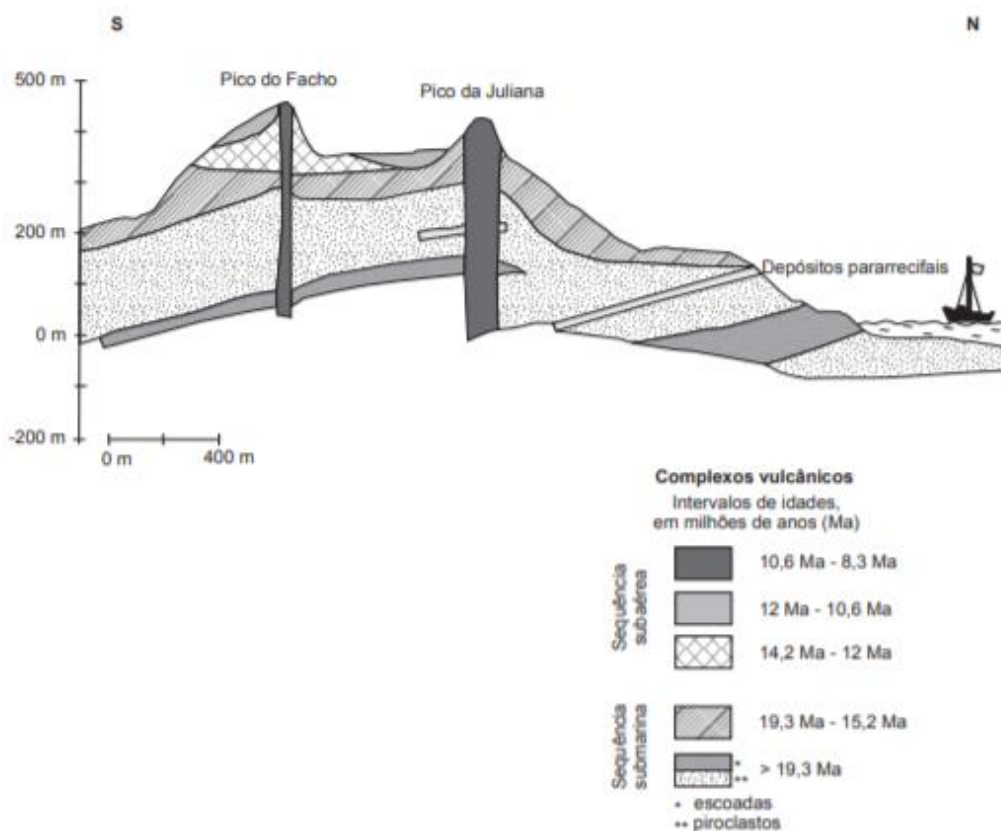 S
N
500 m
Pico do Facho
Pico da Juliana
200 m
Depósitos pararrecifais
0 m
-200 m
0 m
400 m
Complexos vulcânicos
Intervalos de idades,
em milhões de anos (Ma)
Sequência
subaérea
10,6 Ma - 8,3 Ma
12 Ma - 10,6 Ma
14,2 Ma - 12 Ma
Sequência
submarina
19,3 Ma - 15,2 Ma
*
**
> 19,3 Ma
* escoadas
** piroclastos